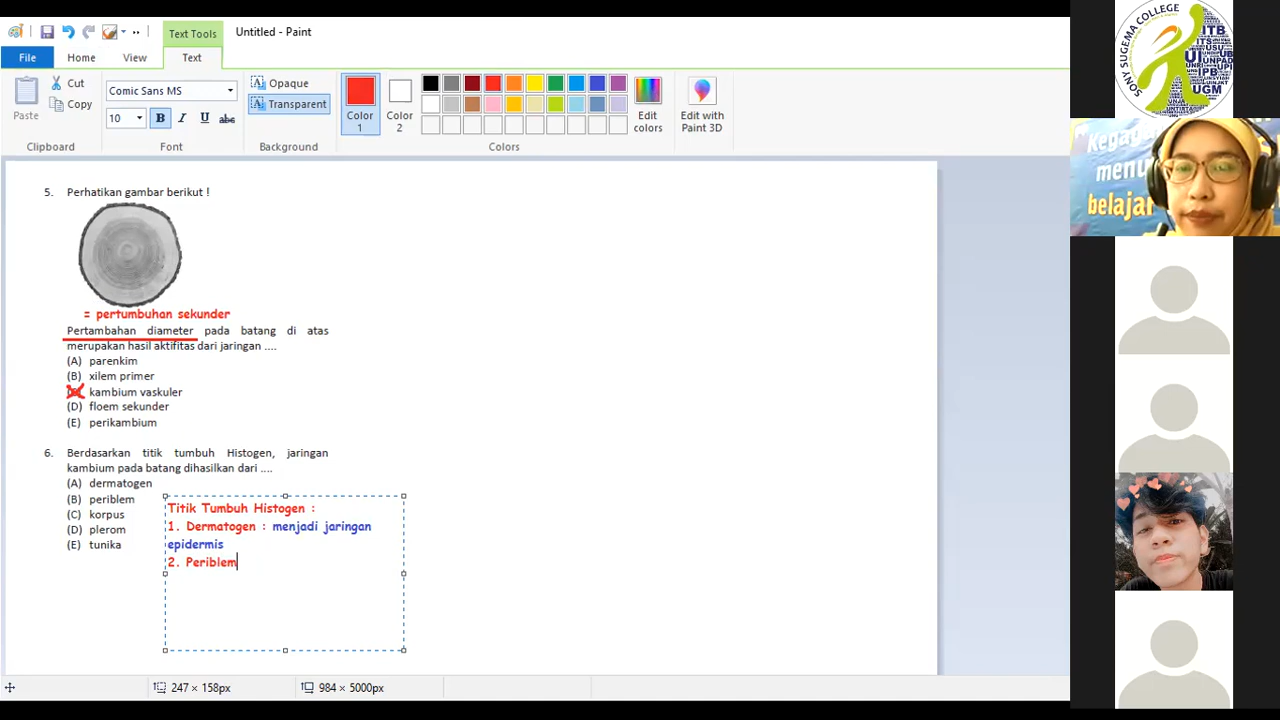 Text Tools
Untitled - Paint
File
Home
View
Text
Paste
Cut
Copy
Clipboard
Comic Sans MS
10
B I U abc
Font
Opaque
Transparent
Background
Color 1
Color 2
Edit colors
Edit with Paint 3D
Colors
5. Perhatikan gambar berikut !
= pertumbuhan sekunder
Pertambahan diameter pada batang di atas
merupakan hasil aktifitas dari jaringan ....
(A) parenkim
(B) xilem primer
kambium vaskuler
(D) floem sekunder
(E) perikambium
6. Berdasarkan titik tumbuh Histogen, jaringan
kambium pada batang dihasilkan dari ....
(A) dermatogen
(B) periblem
(C) korpus
(D) plerom
(E) tunika
Titik Tumbuh Histogen :
1. Dermatogen : menjadi jaringan
epidermis
2. Periblem
247 × 158px
984 × 5000px
SONY SUGEMA COLLEGE
ITB
UI
IPB
UGM
UNPAD
menu
belajar